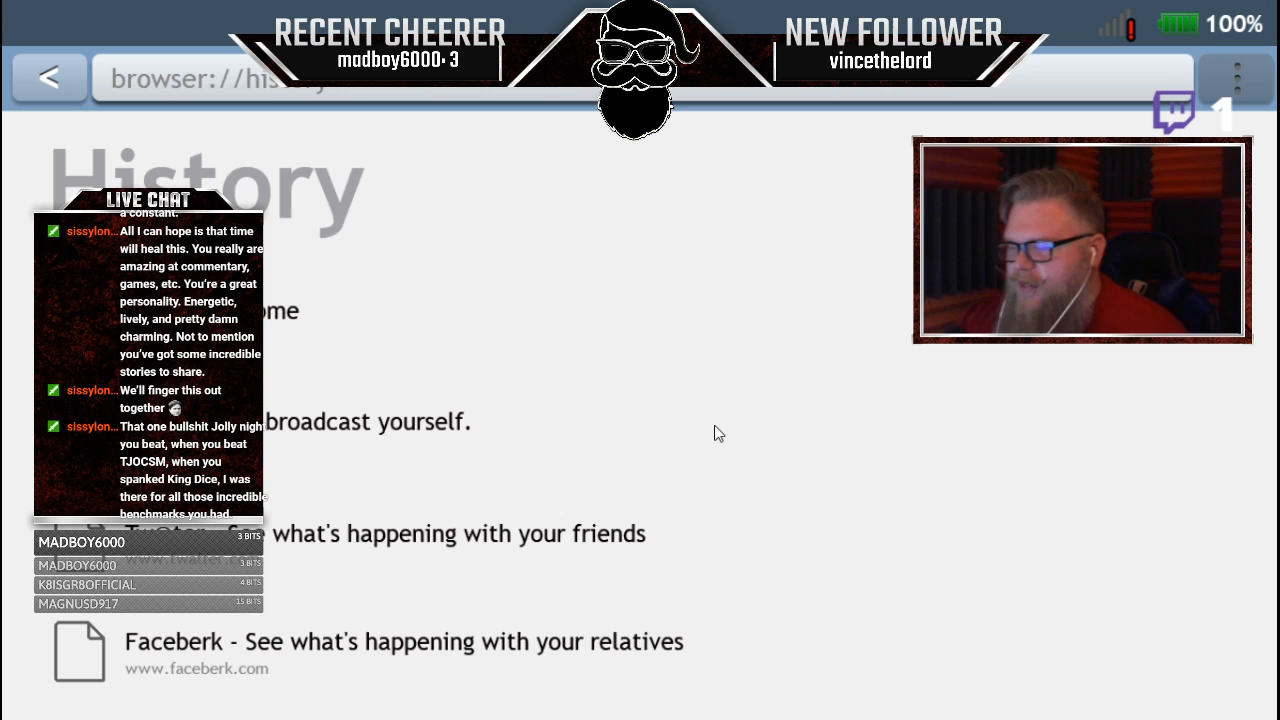 RECENT CHEERER
madboy6000· 3
NEW FOLLOWER
vincethelord
100%
<
browser://history
1
History
LIVE CHAT
a constant.
sissylon... All I can hope is that time
will heal this. You really are
amazing at commentary,
games, etc. You're a great
personality. Energetic,
lively, and pretty damn
charming. Not to mention
you've got some incredible
stories to share.
sissylon... We'll finger this out
together
sissylon... That one bullshit Jolly night
you beat, when you beat
TJOCSM, when you
spanked King Dice, I was
there for all those incredible
benchmarks you had.
ome
broadcast yourself.
what's happening with your friends
www.twatter.com
MADBOY6000 3 BITS
MADBOY6000 3 BITS
K8ISGR8OFFICIAL 4 BITS
MAGNUSD917 15 BITS
Faceberk - See what's happening with your relatives
www.faceberk.com